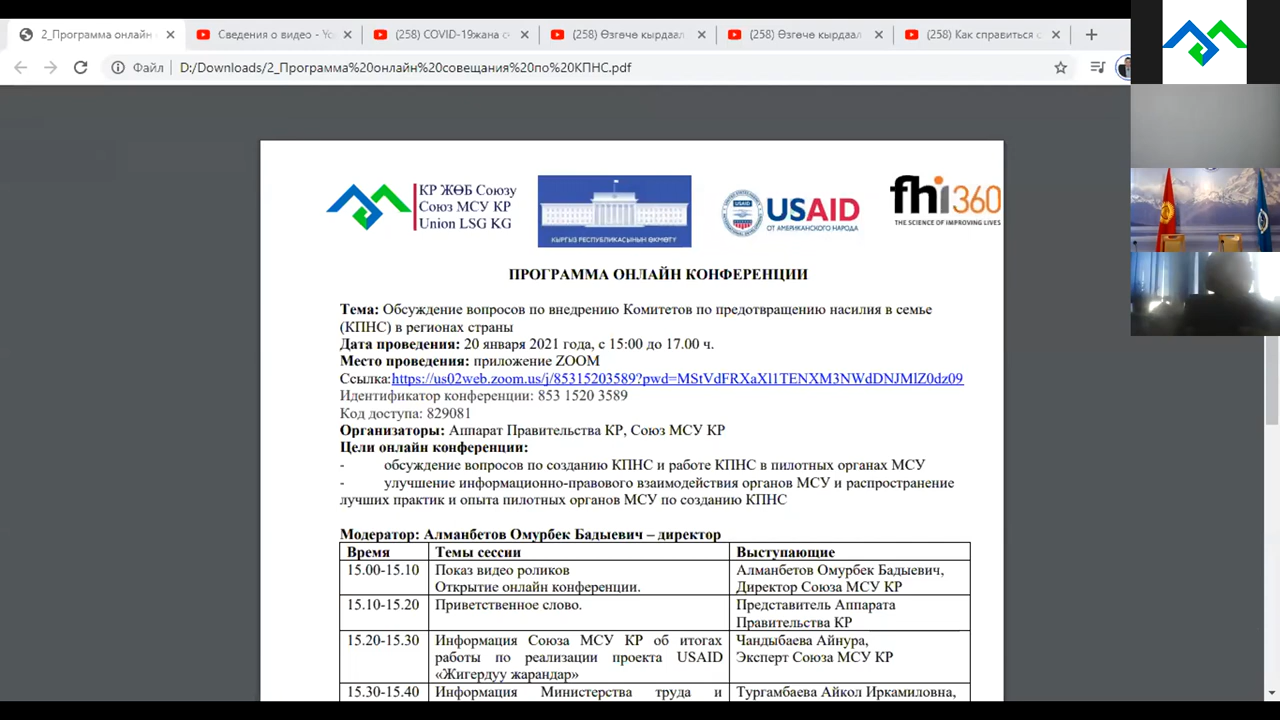 2_Программа онлайн
Сведения о видео - You
(258) COVID-19жана с
(258) Өзгөчө кырдаал
(258) Өзгөчө кырдаал
(258) Как справиться с
Файл
D:/Downloads/2_Программа%20онлайн%20совещания%20по%20КПНС.pdf
КР ЖӨБ Союзу
Союз МСУ КР
Union LSG KG
КЫРГЫЗ РЕСПУБЛИКАСЫНЫН ӨКМӨТҮ
USAID
USAID
ОТ АМЕРИКАНСКОГО НАРОДА
fhi360
THE SCIENCE OF IMPROVING LIVES
ПРОГРАММА ОНЛАЙН КОНФЕРЕНЦИИ
Тема: Обсуждение вопросов по внедрению Комитетов по предотвращению насилия в семье
(КПНС) в регионах страны
Дата проведения: 20 января 2021 года, с 15:00 до 17.00 ч.
Место проведения: приложение ZOOM
Ссылка:https://us02web.zoom.us/j/85315203589?pwd=MStVdFRXaXl1TENXM3NWdDNJMlZ0dz09
Идентификатор конференции: 853 1520 3589
Код доступа: 829081
Организаторы: Аппарат Правительства КР, Союз МСУ КР
Цели онлайн конференции:
- обсуждение вопросов по созданию КПНС и работе КПНС в пилотных органах МСУ
- улучшение информационно-правового взаимодействия органов МСУ и распространение
лучших практик и опыта пилотных органов МСУ по созданию КПНС
Модератор: Алманбетов Омурбек Бадыевич – директор
Время Темы сессии Выступающие
15.00-15.10 Показ видео роликов Алманбетов Омурбек Бадыевич,
Открытие онлайн конференции. Директор Союза МСУ КР
15.10-15.20 Приветственное слово. Представитель Аппарата
Правительства КР
15.20-15.30 Информация Союза МСУ КР об итогах Чандыбаева Айнура,
работы по реализации проекта USAID Эксперт Союза МСУ КР
«Жигердуу жарандар»
15.30-15.40 Информация Министерства труда и Тургамбаева Айкол Иркамиловна,